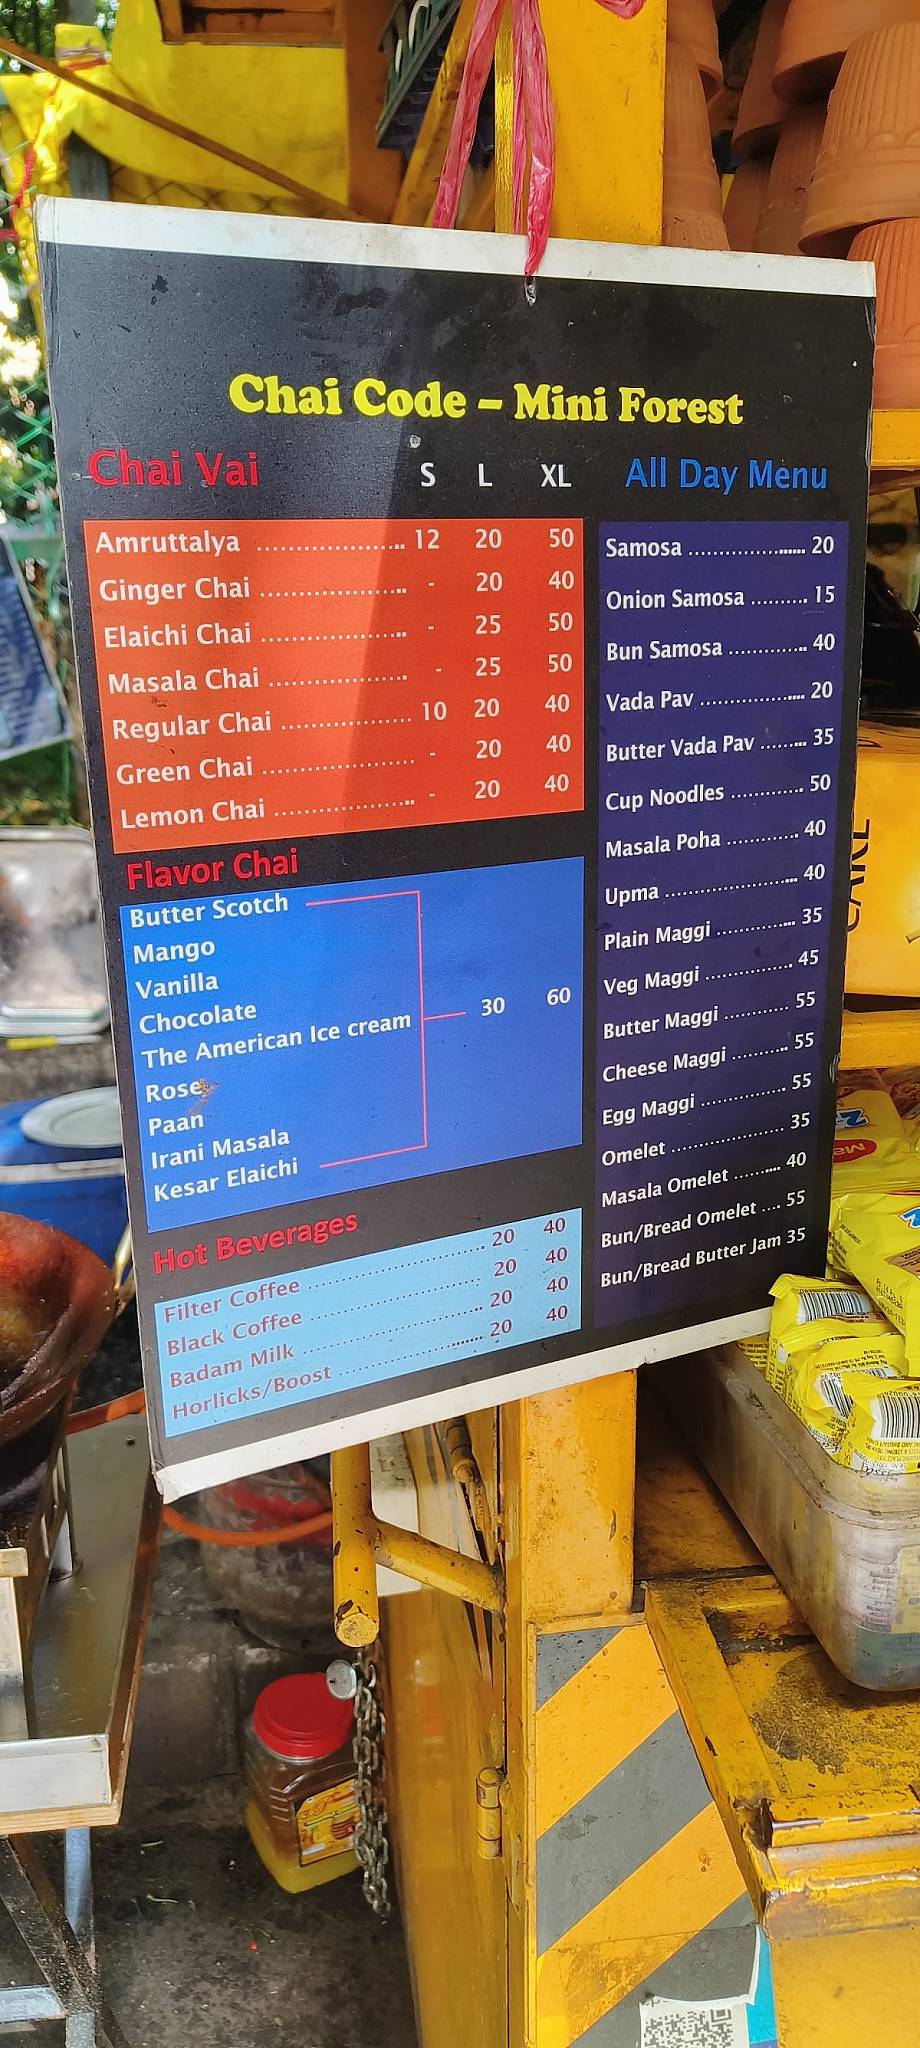 Chai Code – Mini Forest
Chai Vai S L XL
Amruttalya .................... 12 20 50
Ginger Chai .................... - 20 40
Elaichi Chai .................... - 25 50
Masala Chai .................... - 25 50
Regular Chai .................... 10 20 40
Green Chai .................... - 20 40
Lemon Chai .................... - 20 40
Flavor Chai
Butter Scotch
Mango
Vanilla
Chocolate
The American Ice cream 30 60
Rose
Paan
Irani Masala
Kesar Elaichi
Hot Beverages
Filter Coffee .................... 20 40
Black Coffee .................... 20 40
Badam Milk .................... 20 40
Horlicks/Boost .................... 20 40
All Day Menu
Samosa .................... 20
Onion Samosa ......... 15
Bun Samosa ............ 40
Vada Pav .................. 20
Butter Vada Pav ........ 35
Cup Noodles ........... 50
Masala Poha ........... 40
Upma .................... 40
Plain Maggi ............. 35
Veg Maggi .............. 45
Butter Maggi ........... 55
Cheese Maggi .......... 55
Egg Maggi .............. 55
Omelet .................... 35
Masala Omelet .......... 40
Bun/Bread Omelet .... 55
Bun/Bread Butter Jam 35
CAKE